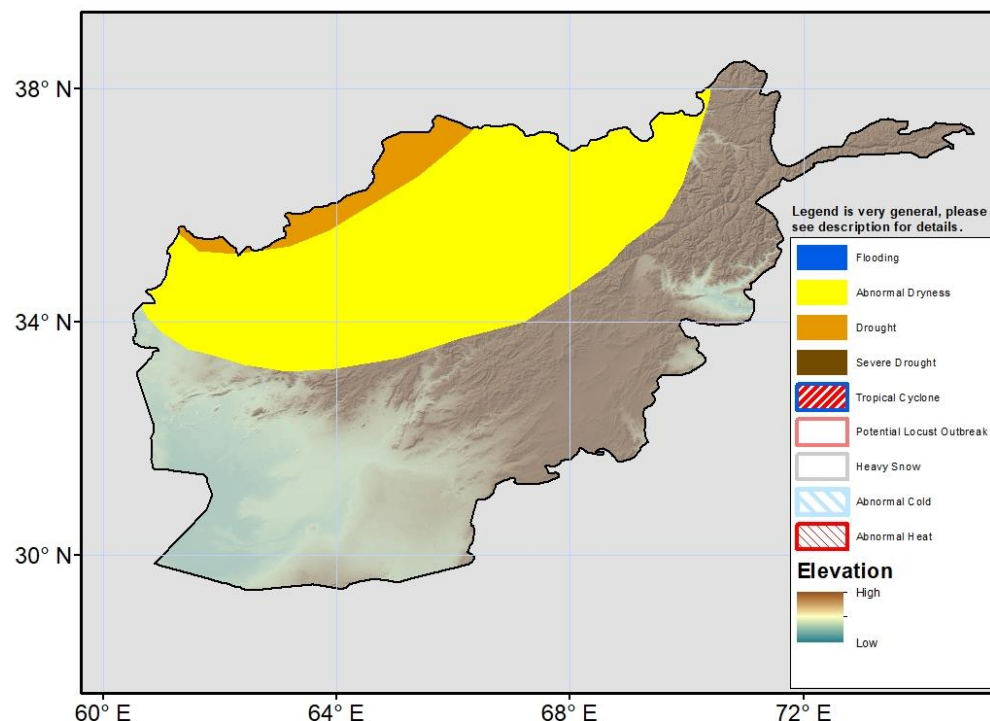 38° N
34° N
30° N
60° E
64° E
68° E
72° E
Legend is very general, please
see description for details.
Flooding
Abnormal Dryness
Drought
Severe Drought
Tropical Cyclone
Potential Locust Outbreak
Heavy Snow
Abnormal Cold
Abnormal Heat
Elevation
High
Low